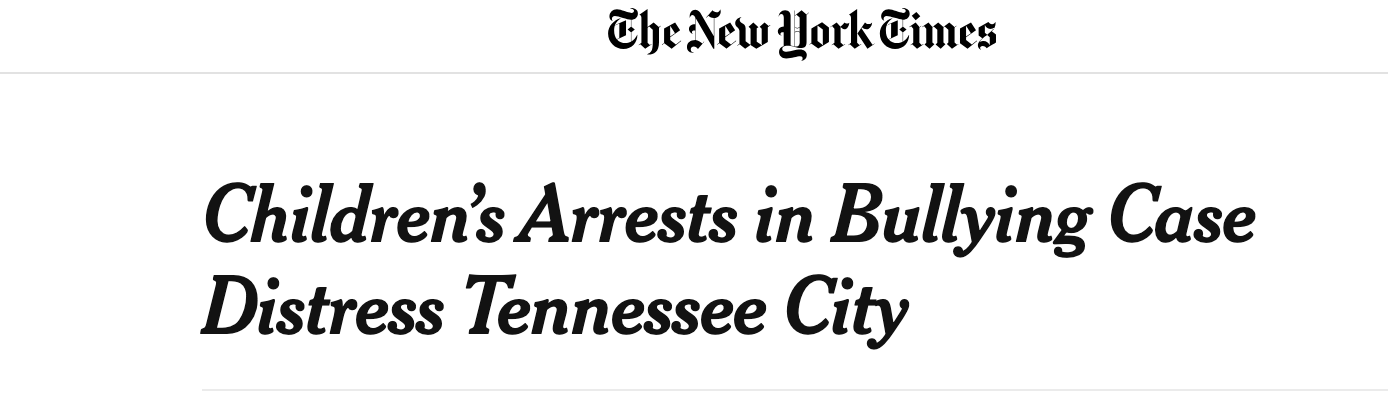 The New York Times
Children’s Arrests in Bullying Case
Distress Tennessee City